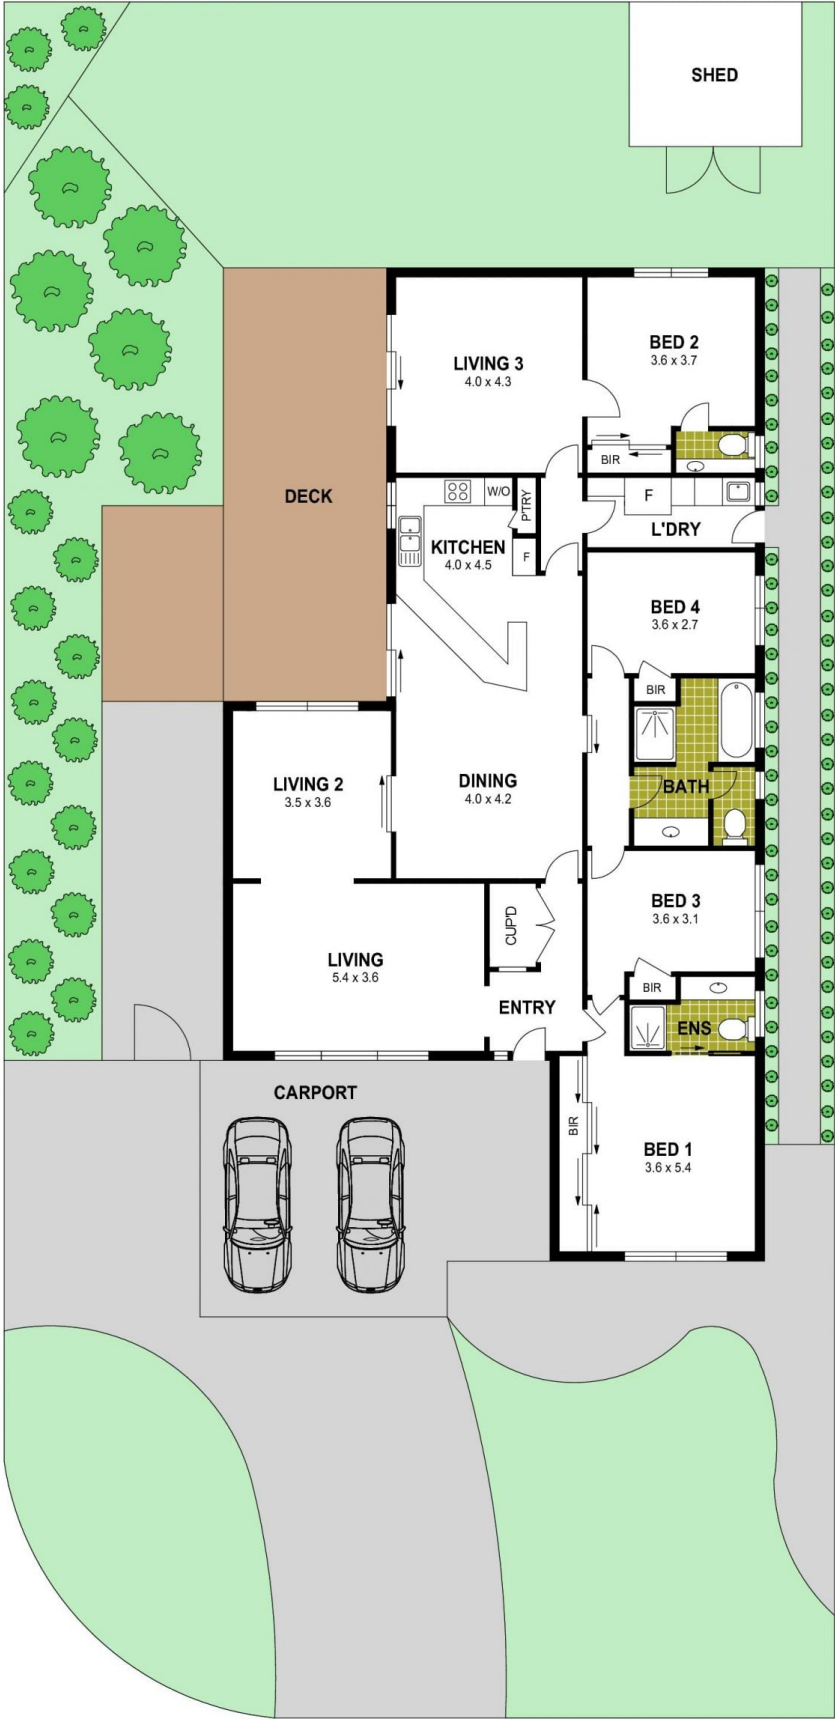 SHED
LIVING 3
4.0 x 4.3
BED 2
3.6 x 3.7
BIR
DECK
W/O
P'TRY
F
L'DRY
KITCHEN
4.0 x 4.5
F
BED 4
3.6 x 2.7
BIR
LIVING 2
3.5 x 3.6
DINING
4.0 x 4.2
BATH
CUP'D
BED 3
3.6 x 3.1
LIVING
5.4 x 3.6
BIR
ENTRY
ENS
CARPORT
BIR
BED 1
3.6 x 5.4